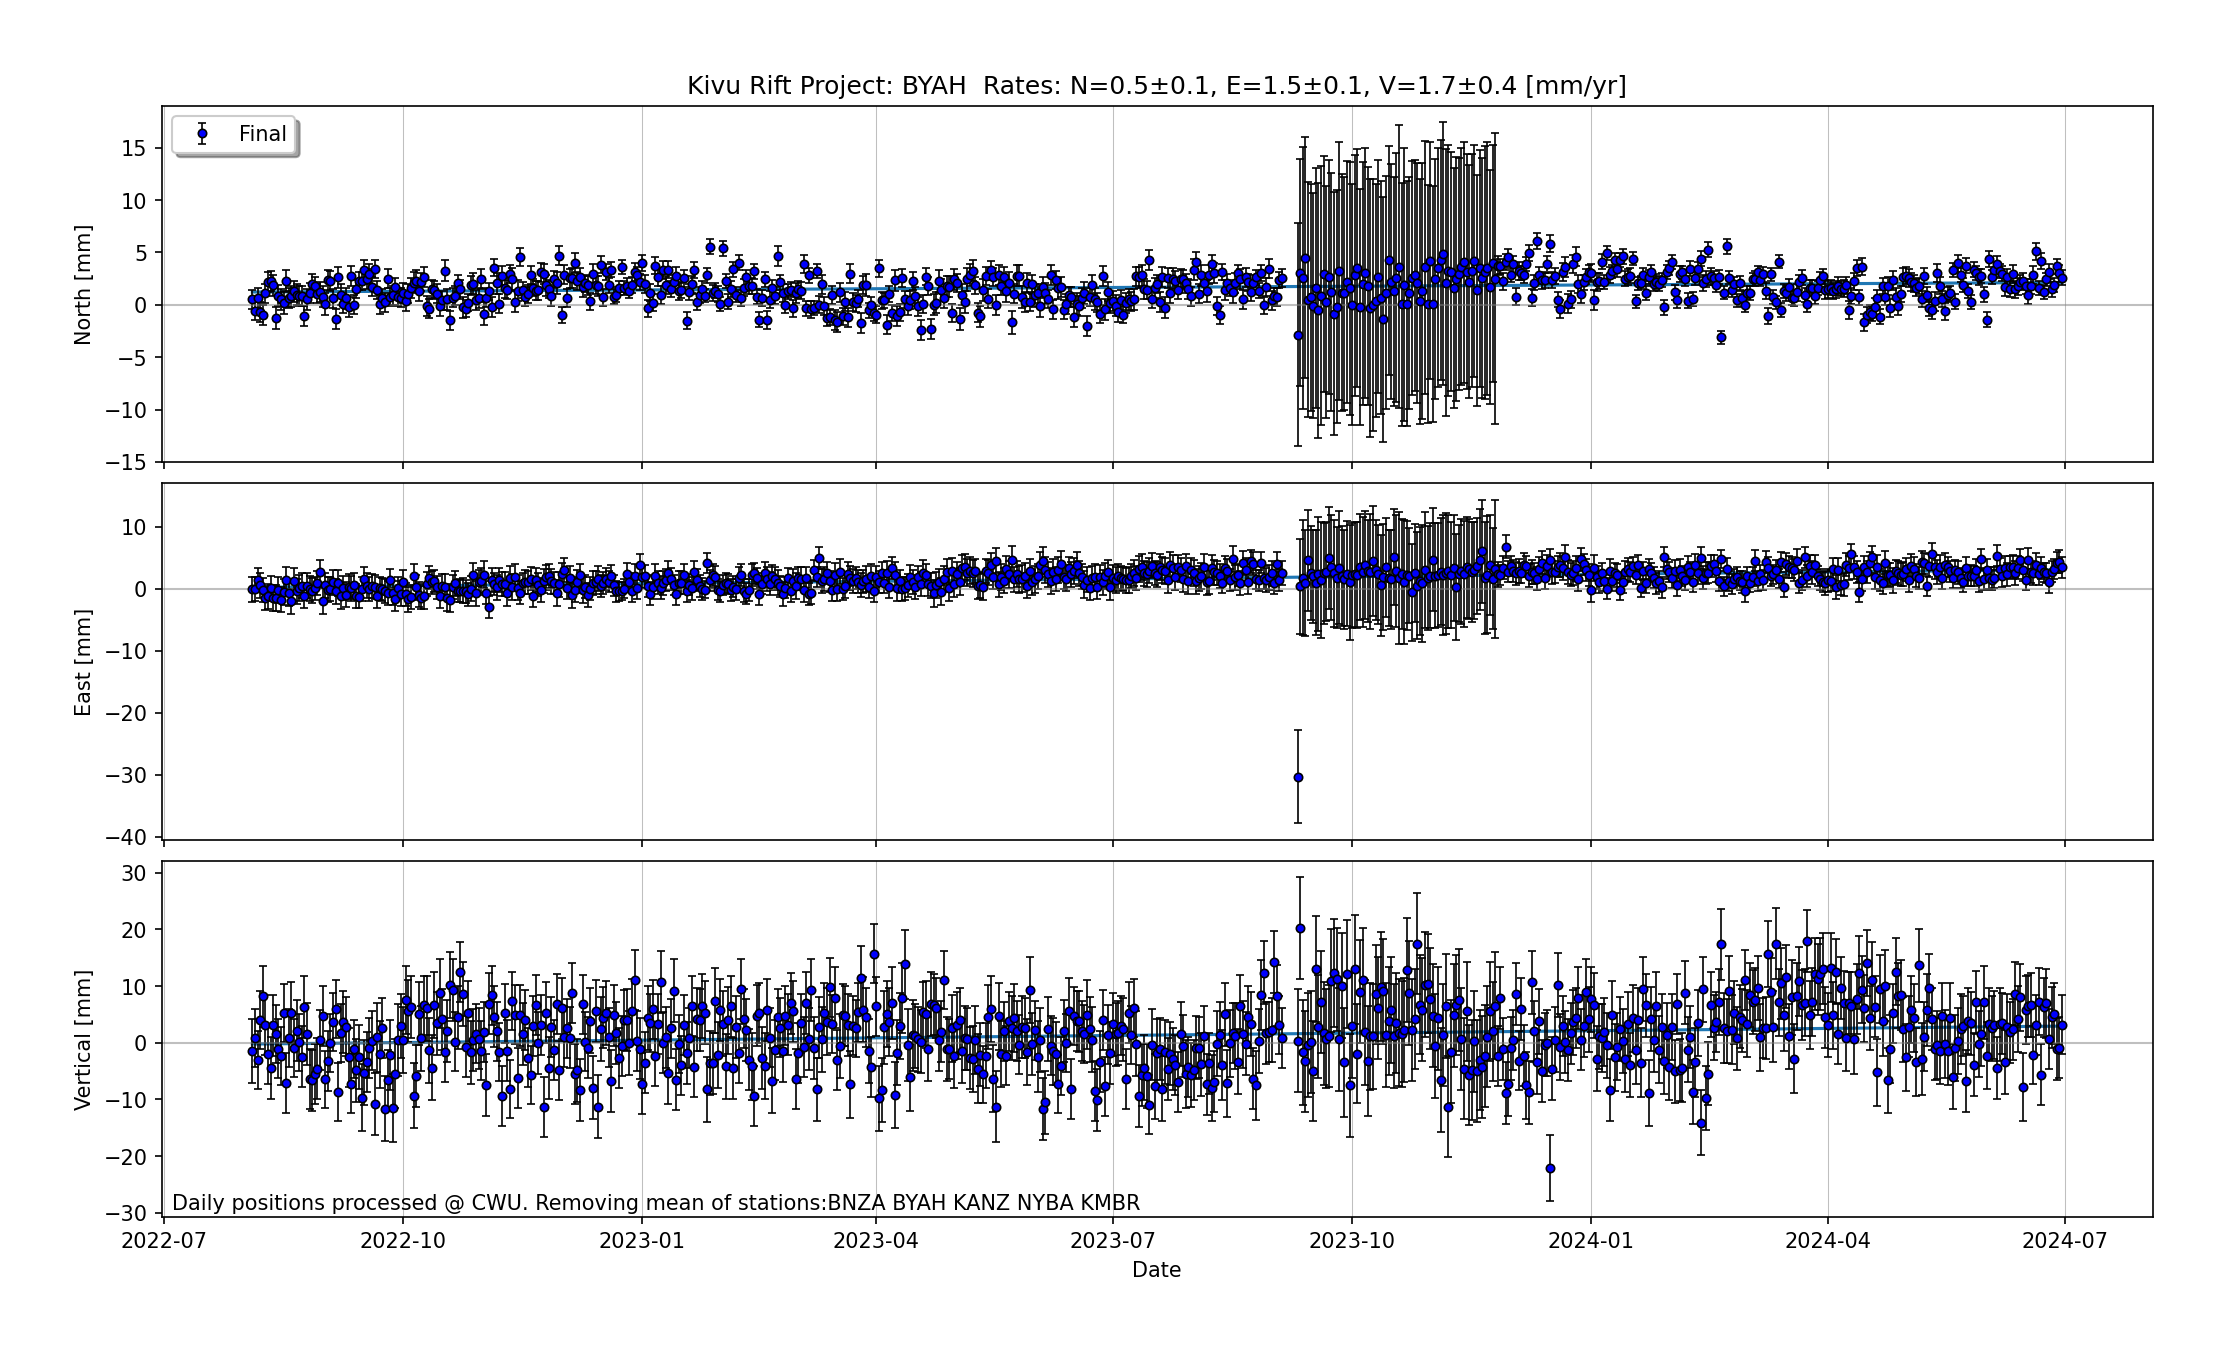 Kivu Rift Project: BYAH  Rates: N=0.5±0.1, E=1.5±0.1, V=1.7±0.4 [mm/yr]
Final
North [mm]
15
10
5
0
−5
−10
−15
East [mm]
10
0
−10
−20
−30
−40
Vertical [mm]
30
20
10
0
−10
−20
−30
Daily positions processed @ CWU. Removing mean of stations:BNZA BYAH KANZ NYBA KMBR
2022-07 2022-10 2023-01 2023-04 2023-07 2023-10 2024-01 2024-04 2024-07
Date